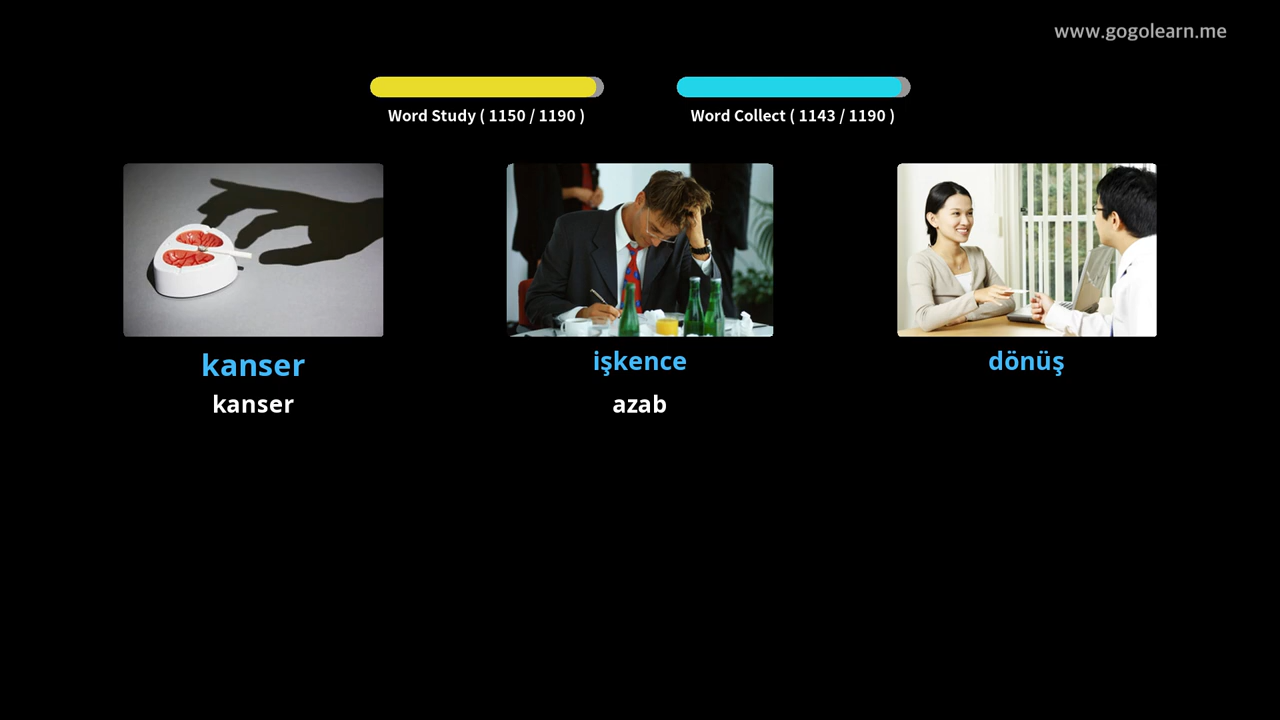 www.gogolearn.me
Word Study ( 1150 / 1190 )
Word Collect ( 1143 / 1190 )
kanser
işkence
dönüş
kanser
azab